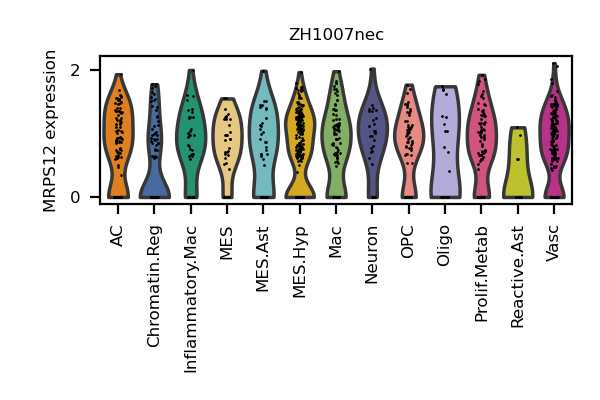 ZH1007nec
MRPS12 expression
2
0
AC
Chromatin.Reg
Inflammatory.Mac
MES
MES.Ast
MES.Hyp
Mac
Neuron
OPC
Oligo
Prolif.Metab
Reactive.Ast
Vasc